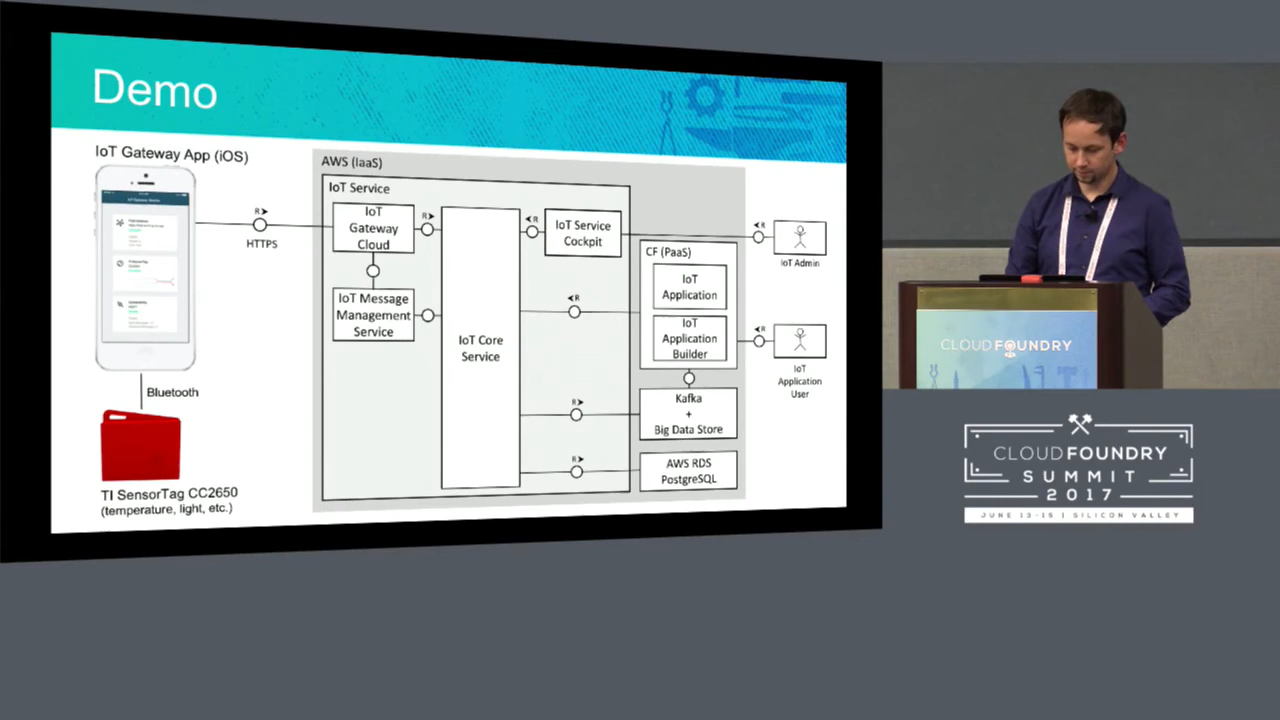 Demo
IoT Gateway App (iOS)
HTTPS
R
Bluetooth
TI SensorTag CC2650
(temperature, light, etc.)
AWS (IaaS)
IoT Service
IoT
Gateway
Cloud
R
IoT Message
Management
Service
IoT Core
Service
R
IoT Service
Cockpit
R
R
R
CF (PaaS)
IoT
Application
IoT
Application
Builder
Kafka
+
Big Data Store
AWS RDS
PostgreSQL
R
IoT Admin
R
IoT
Application
User
CLOUD FOUNDRY
CLOUD FOUNDRY
SUMMIT
2017
JUNE 13-15 | SILICON VALLEY